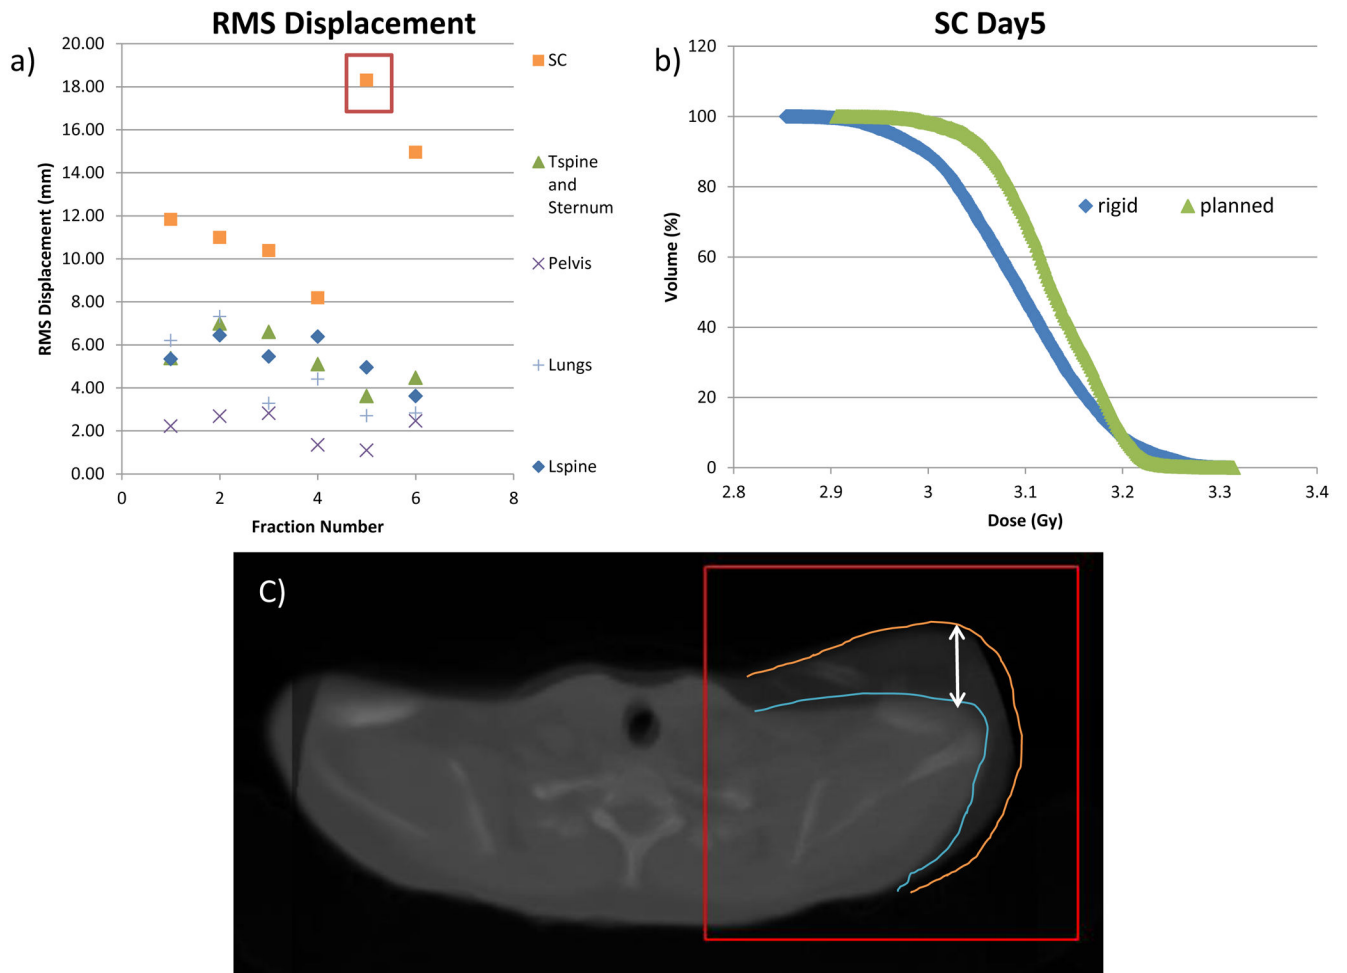 RMS Displacement
a)
20.00
18.00
16.00
14.00
12.00
10.00
8.00
6.00
4.00
2.00
0.00
RMS Displacement (mm)
0
2
4
6
8
Fraction Number
SC
Tspine
and
Sternum
Pelvis
Lungs
Lspine
SC Day5
b)
120
100
80
60
40
20
0
Volume (%)
2.8
2.9
3
3.1
3.2
3.3
3.4
Dose (Gy)
rigid
planned
C)